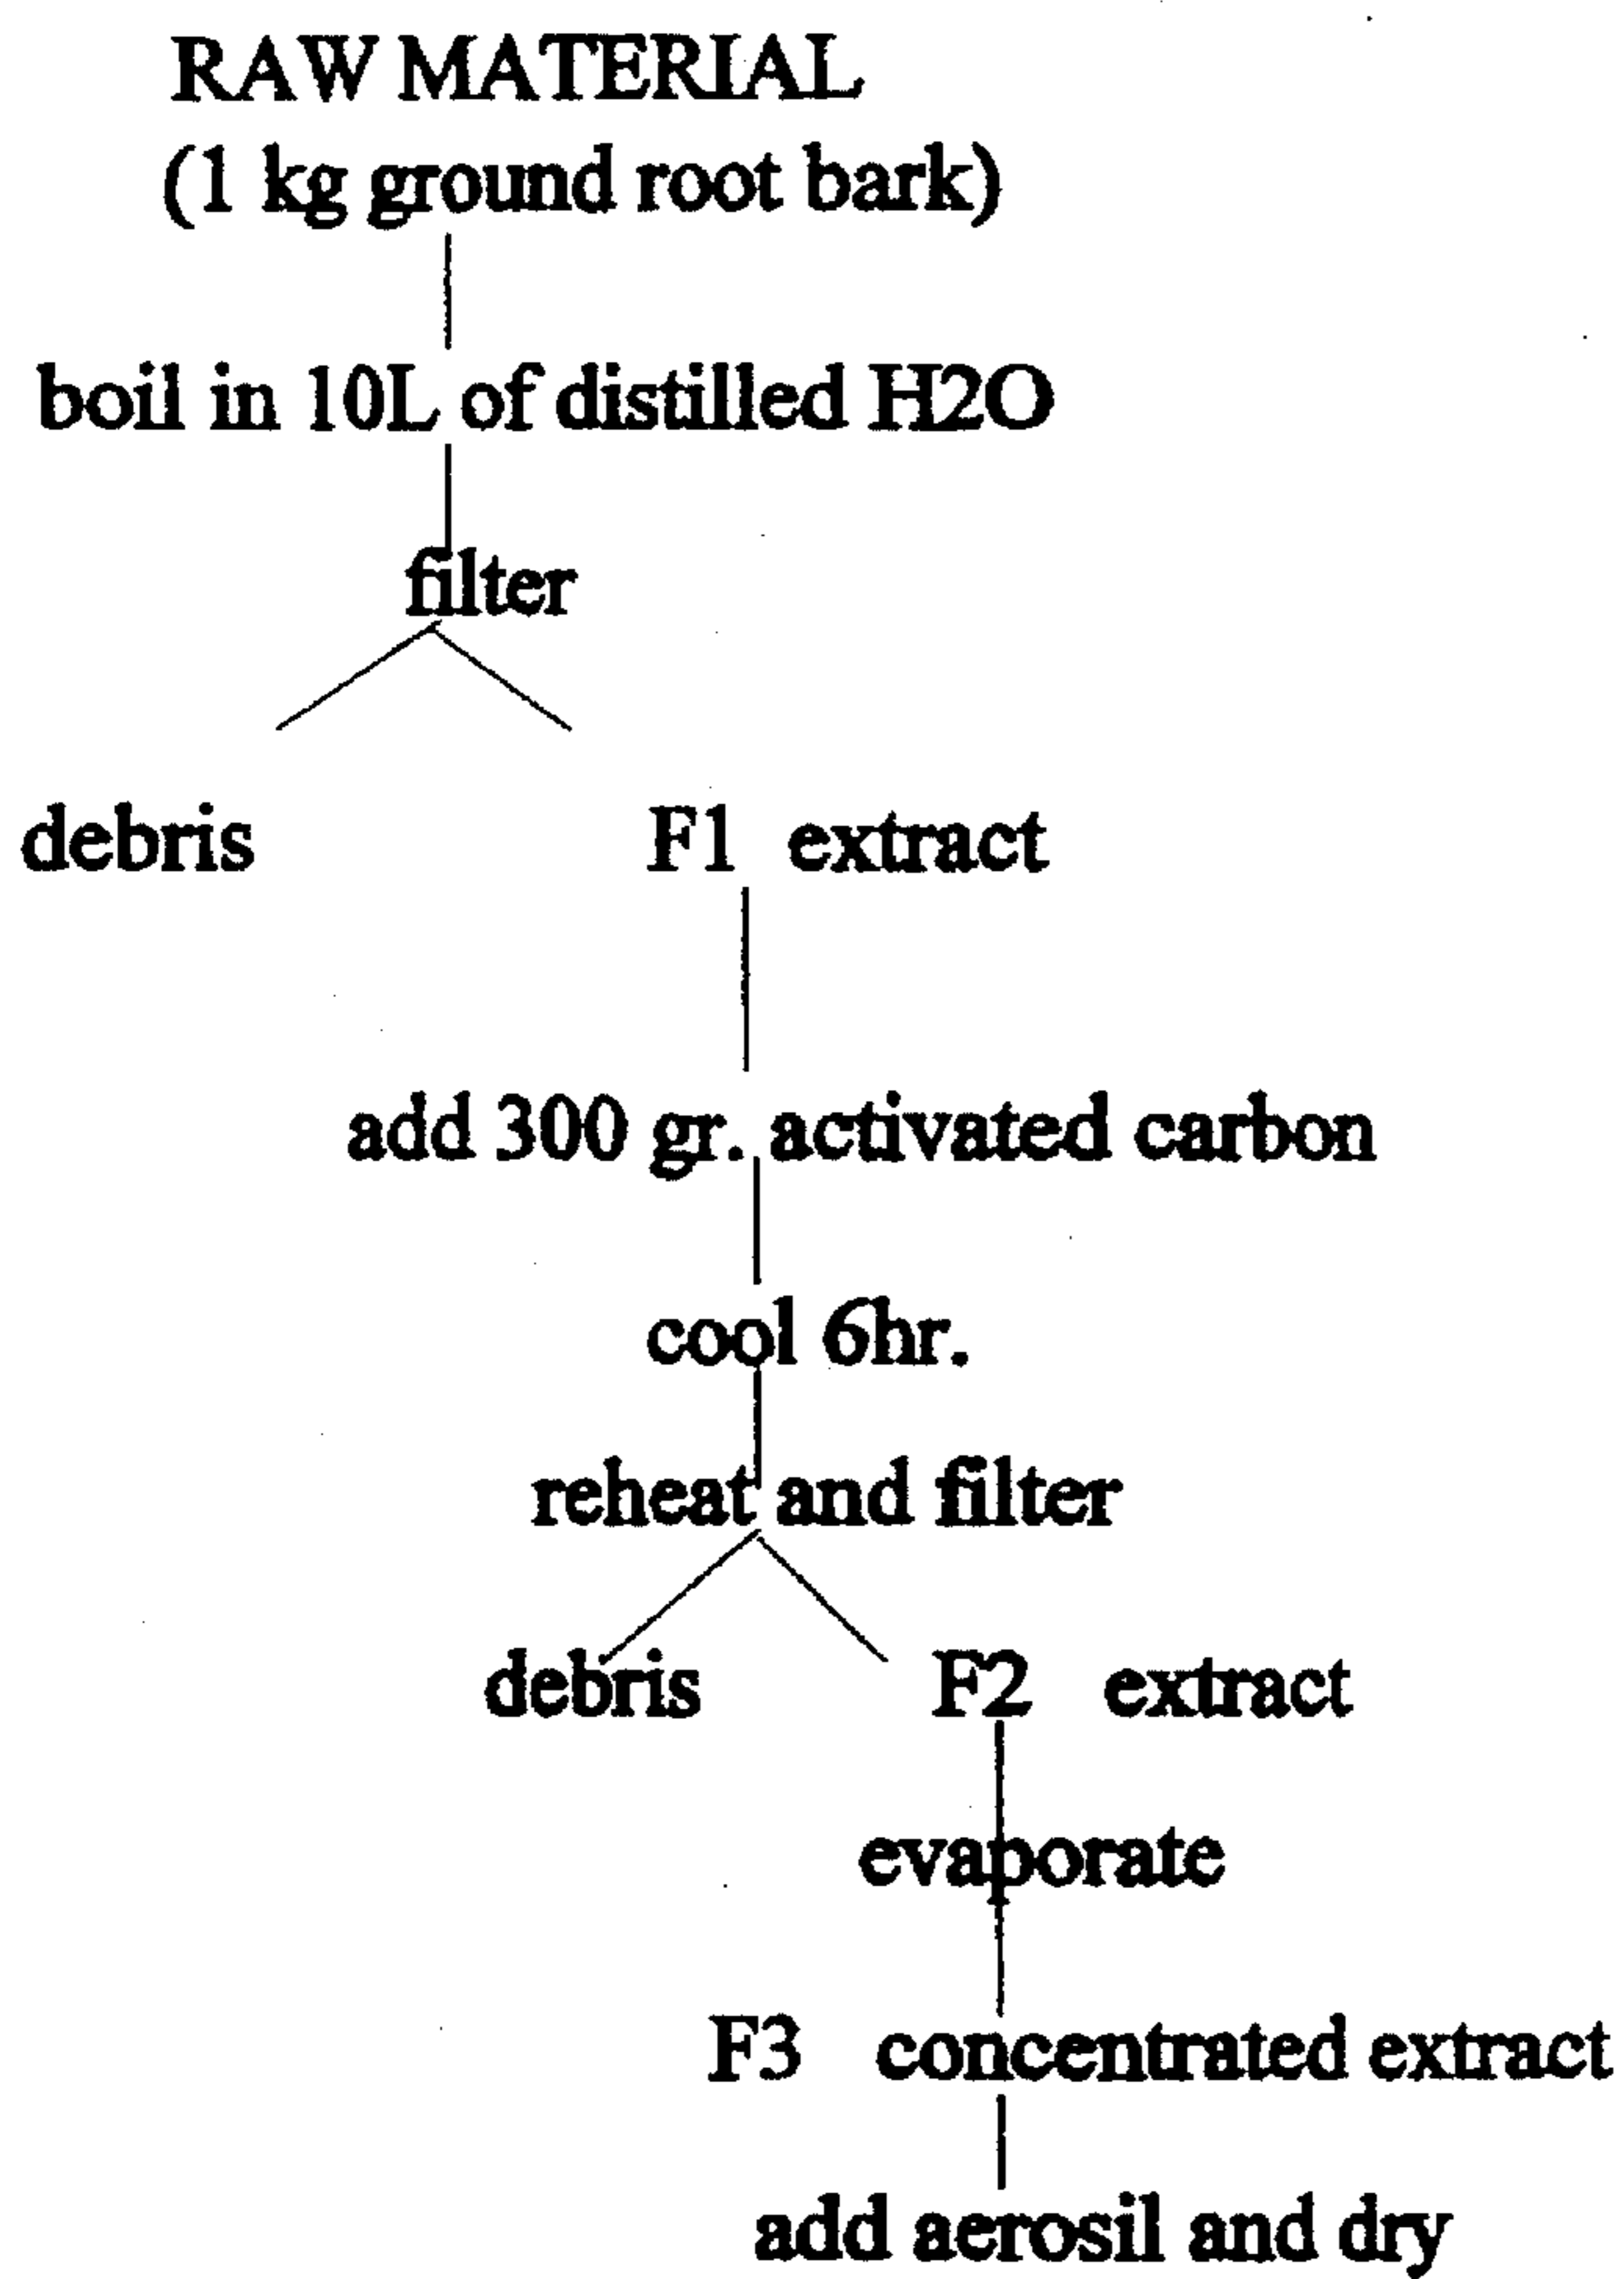 RAW MATERIAL
(1 kg ground root bark)
boil in 10L of distilled H2O
filter
debris F1 extract
add 300 gr. activated carbon
cool 6hr.
reheat and filter
debris F2 extract
evaporate
F3 concentrated extract
add aerosil and dry